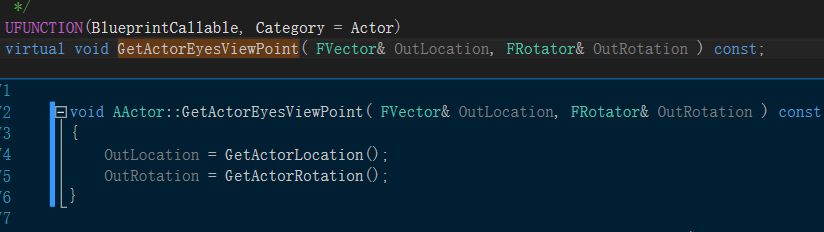 */
UFUNCTION(BlueprintCallable, Category = Actor)
virtual void GetActorEyesViewPoint( FVector& OutLocation, FRotator& OutRotation ) const;
71
72 void AActor::GetActorEyesViewPoint( FVector& OutLocation, FRotator& OutRotation ) const
73 {
74 OutLocation = GetActorLocation();
75 OutRotation = GetActorRotation();
76 }
77